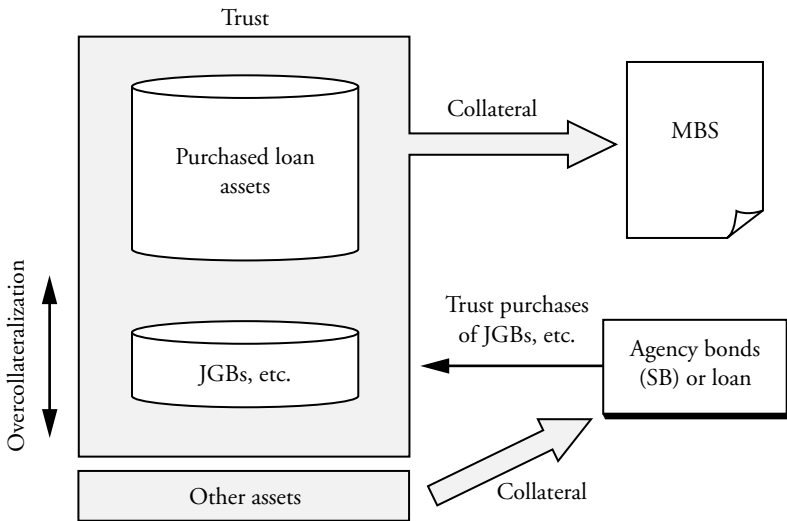 Trust
Collateral
MBS
Purchased loan
assets
Overcollateralization
Trust purchases
of JGBs, etc.
Agency bonds
(SB) or loan
JGBs, etc.
Other assets
Collateral